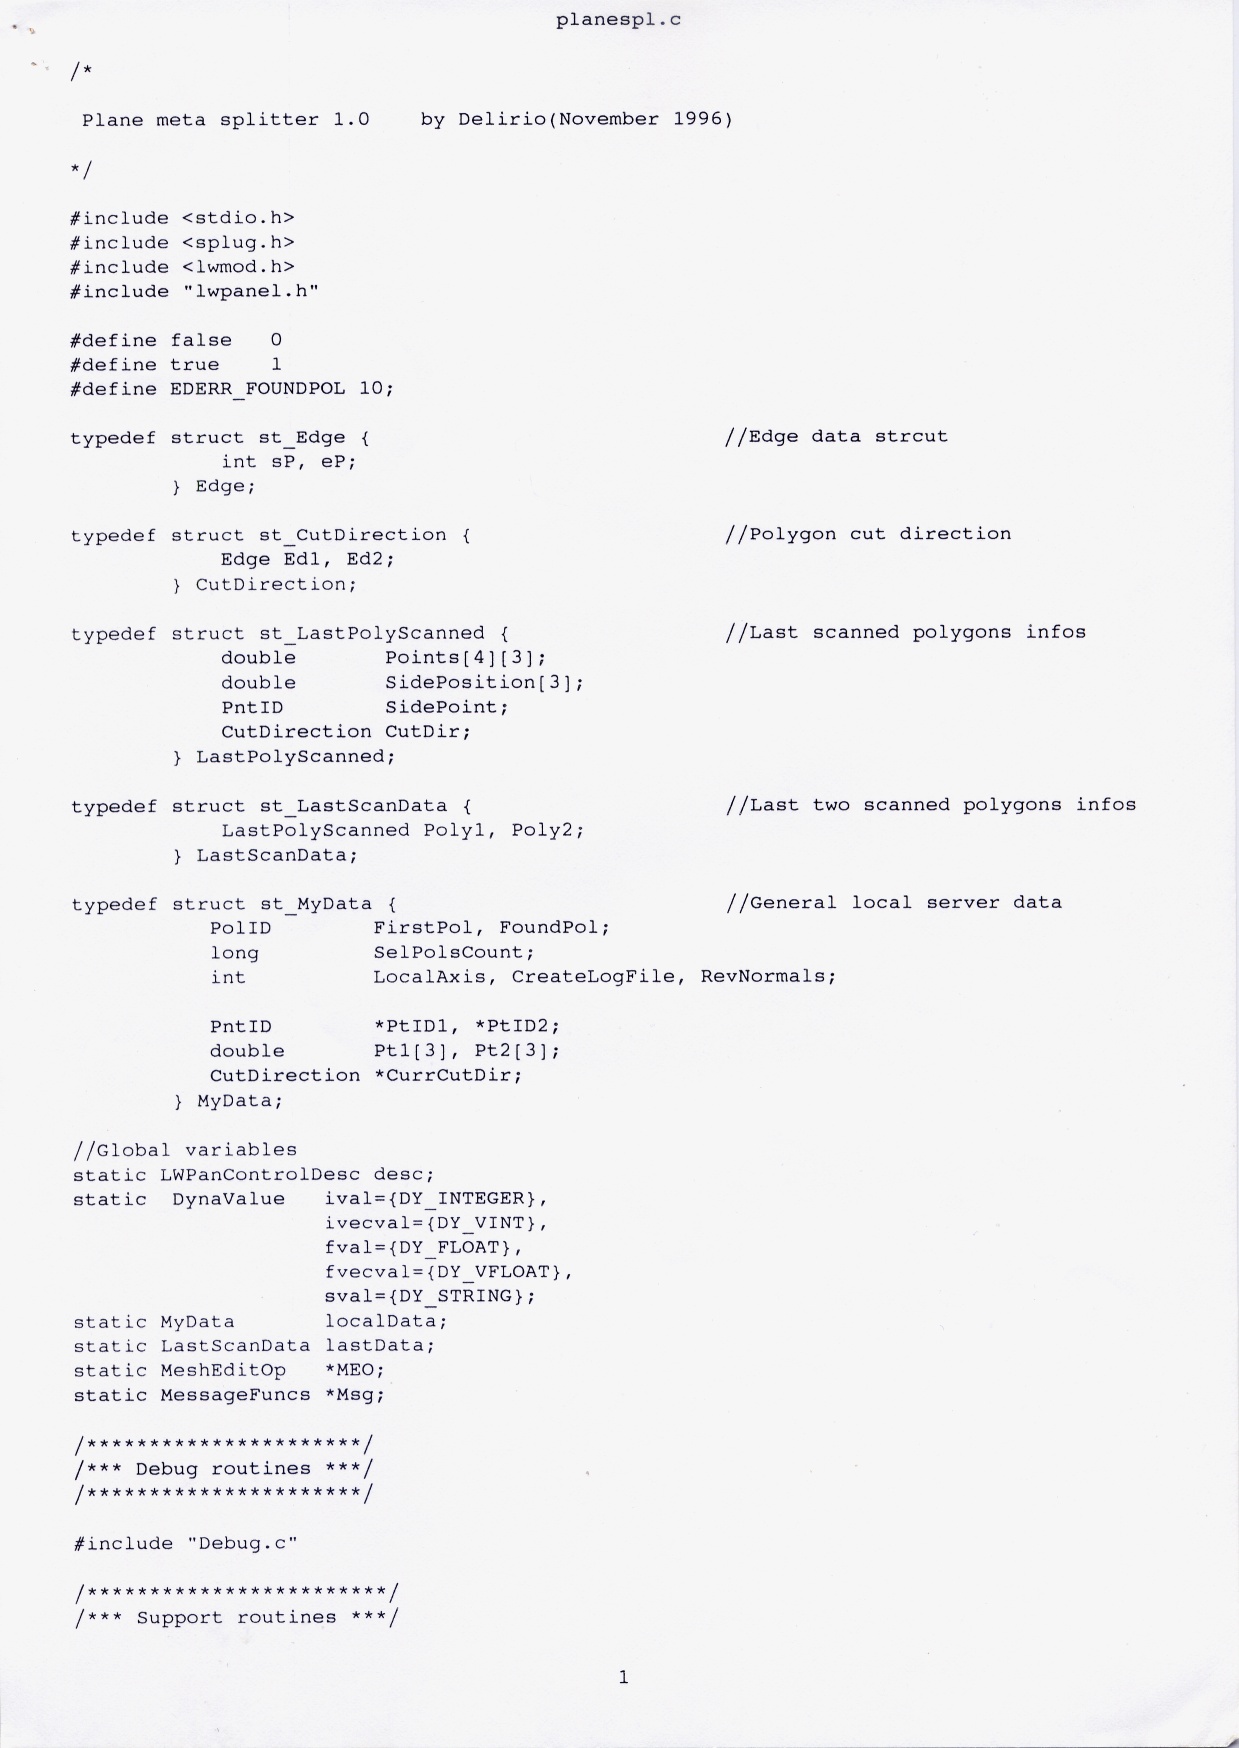 planespl.c
/*
Plane meta splitter 1.0    by Delirio(November 1996)
*/
#include <stdio.h>
#include <splug.h>
#include <lwmod.h>
#include "lwpanel.h"
#define false   0
#define true    1
#define EDERR_FOUNDPOL 10;
typedef struct st_Edge {                             //Edge data strcut
            int sP, eP;
        } Edge;
typedef struct st_CutDirection {                     //Polygon cut direction
            Edge Ed1, Ed2;
        } CutDirection;
typedef struct st_LastPolyScanned {                  //Last scanned polygons infos
            double       Points[4][3];
            double       SidePosition[3];
            PntID        SidePoint;
            CutDirection CutDir;
        } LastPolyScanned;
typedef struct st_LastScanData {                     //Last two scanned polygons infos
            LastPolyScanned Poly1, Poly2;
        } LastScanData;
typedef struct st_MyData {                           //General local server data
           PolID        FirstPol, FoundPol;
           long         SelPolsCount;
           int          LocalAxis, CreateLogFile, RevNormals;
           PntID        *PtID1, *PtID2;
           double       Pt1[3], Pt2[3];
           CutDirection *CurrCutDir;
        } MyData;
//Global variables
static LWPanControlDesc desc;
static  DynaValue   ival={DY_INTEGER},
                    ivecval={DY_VINT},
                    fval={DY_FLOAT},
                    fvecval={DY_VFLOAT},
                    sval={DY_STRING};
static MyData       localData;
static LastScanData lastData;
static MeshEditOp   *MEO;
static MessageFuncs *Msg;
/**********************/
/*** Debug routines ***/
/**********************/
#include "Debug.c"
/************************/
/*** Support routines ***/
1